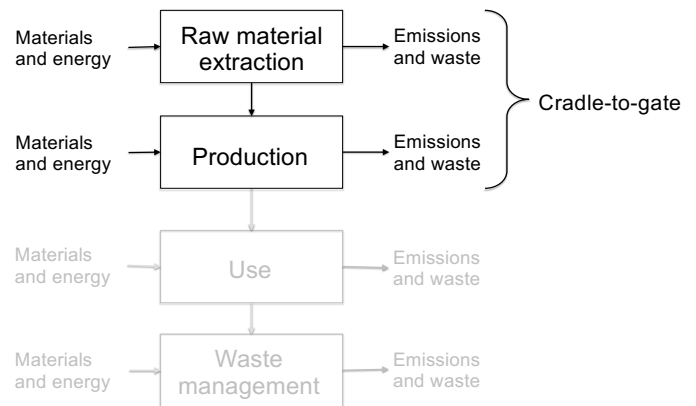 Materials
and energy
Raw material
extraction
Emissions
and waste
Cradle-to-gate
Materials
and energy
Production
Emissions
and waste
Materials
and energy
Use
Emissions
and waste
Materials
and energy
Waste
management
Emissions
and waste